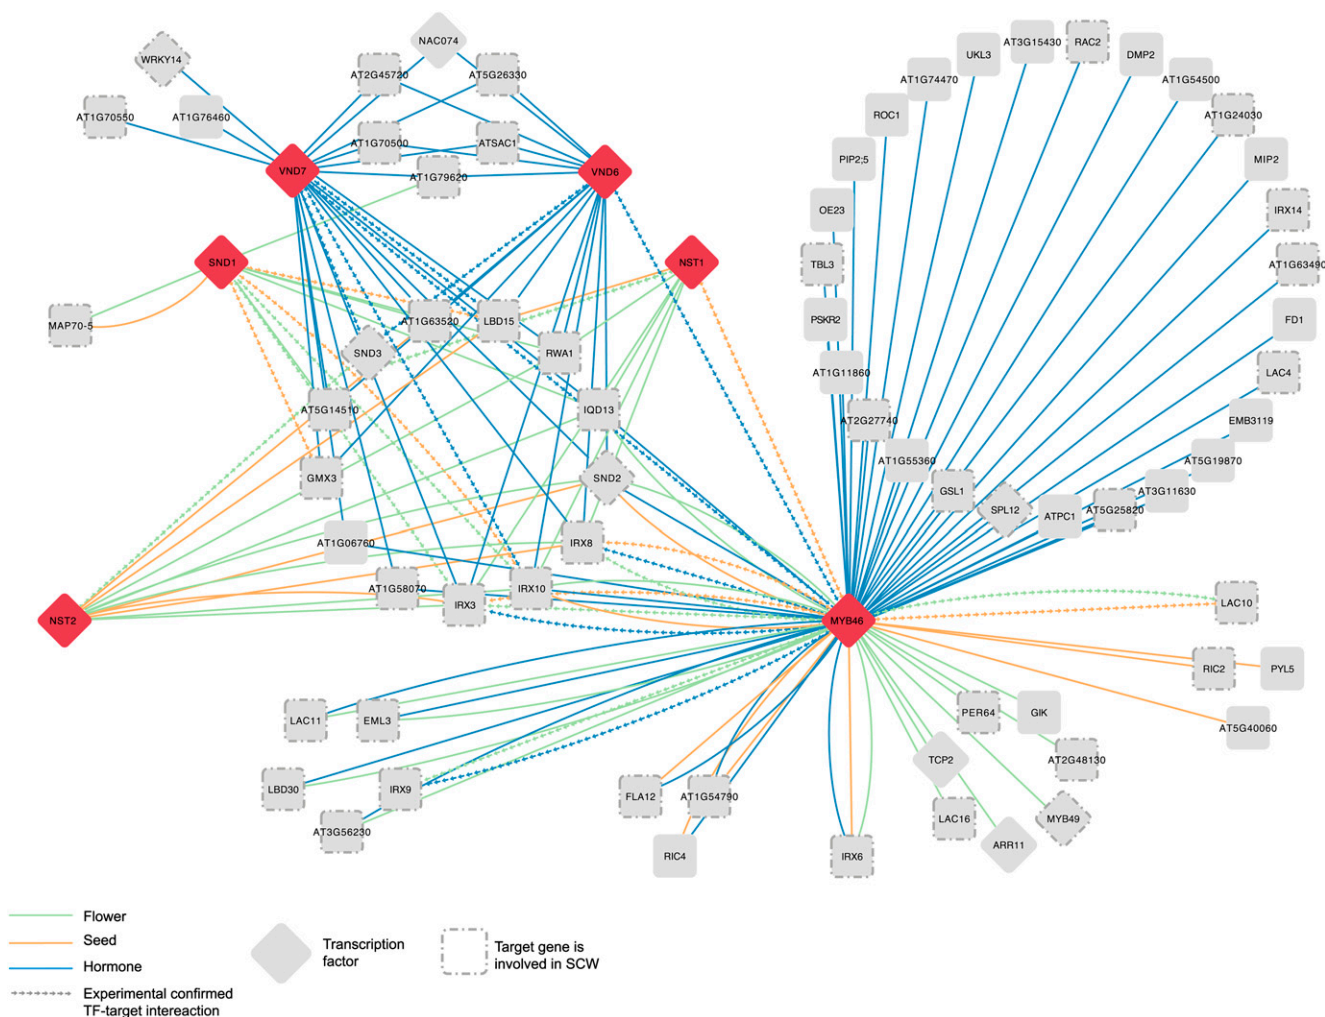 NAC074
WRKY14
AT2G45720
AT5G26330
AT1G70550
AT1G76460
AT1G70500
ATSAC1
VND7
AT1G79620
VND6
SND1
NST1
MAP70-5
AT1G63520
LBD15
SND3
RWA1
AT5G14510
IQD13
GMX3
SND2
AT1G06760
IRX8
AT1G58070
IRX3
IRX10
NST2
MYB46
UKL3
AT3G15430
RAC2
DMP2
AT1G74470
AT1G54500
ROC1
AT1G24030
PIP2;5
MIP2
OE23
IRX14
TBL3
AT1G63490
PSKR2
FD1
AT1G11860
LAC4
AT2G27740
EMB3119
AT1G55360
AT5G19870
GSL1
AT3G11630
SPL12
ATPC1
AT5G25820
LAC10
RIC2
PYL5
AT5G40060
PER64
GIK
TCP2
AT2G48130
LAC16
MYB49
ARR11
LAC11
EML3
LBD30
IRX9
AT3G56230
FLA12
AT1G54790
RIC4
IRX6
Flower
Seed
Hormone
Experimental confirmed
TF-target intereaction
Transcription
factor
Target gene is
involved in SCW